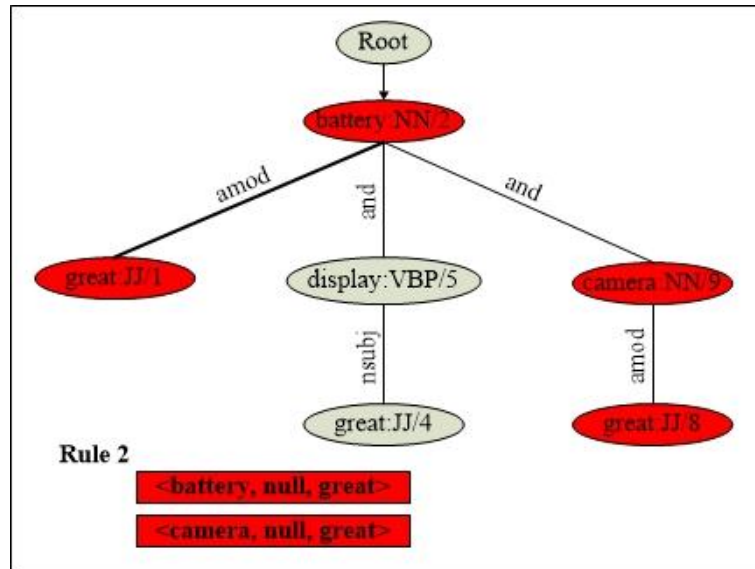 Root
battery:NN/2
amod
and
and
great:JJ/1
display:VBP/5
camera:NN/9
nsubj
amod
great:JJ/4
great:JJ/8
Rule 2
<battery, null, great>
<camera, null, great>